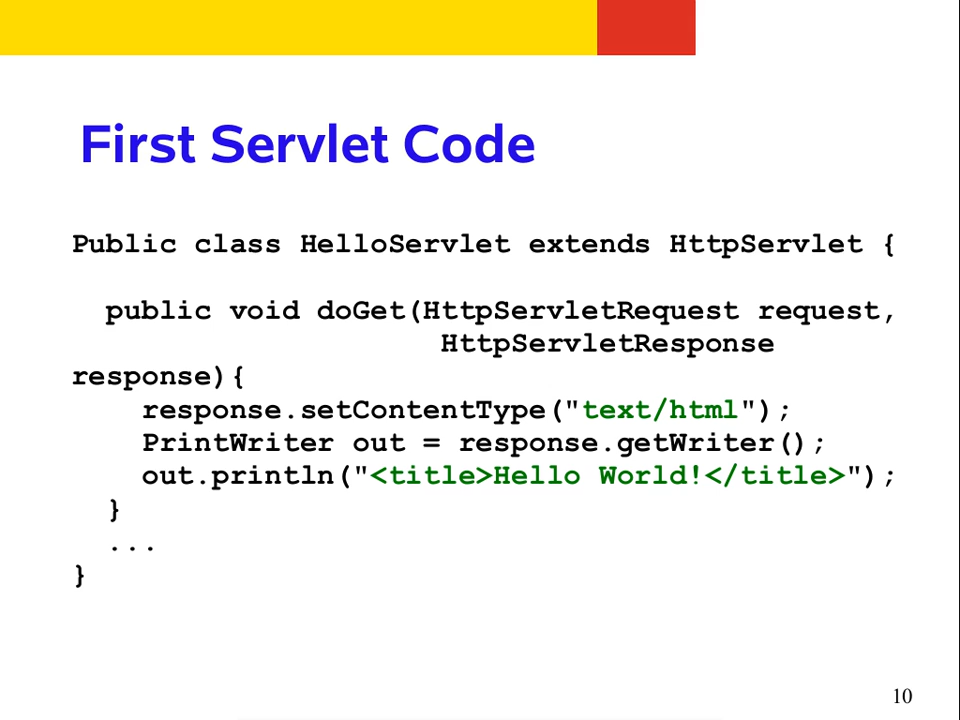 First Servlet Code
Public class HelloServlet extends HttpServlet {
public void doGet(HttpServletRequest request,
HttpServletResponse
response){
response.setContentType("text/html");
PrintWriter out = response.getWriter();
out.println("<title>Hello World!</title>");
}
...
}
10